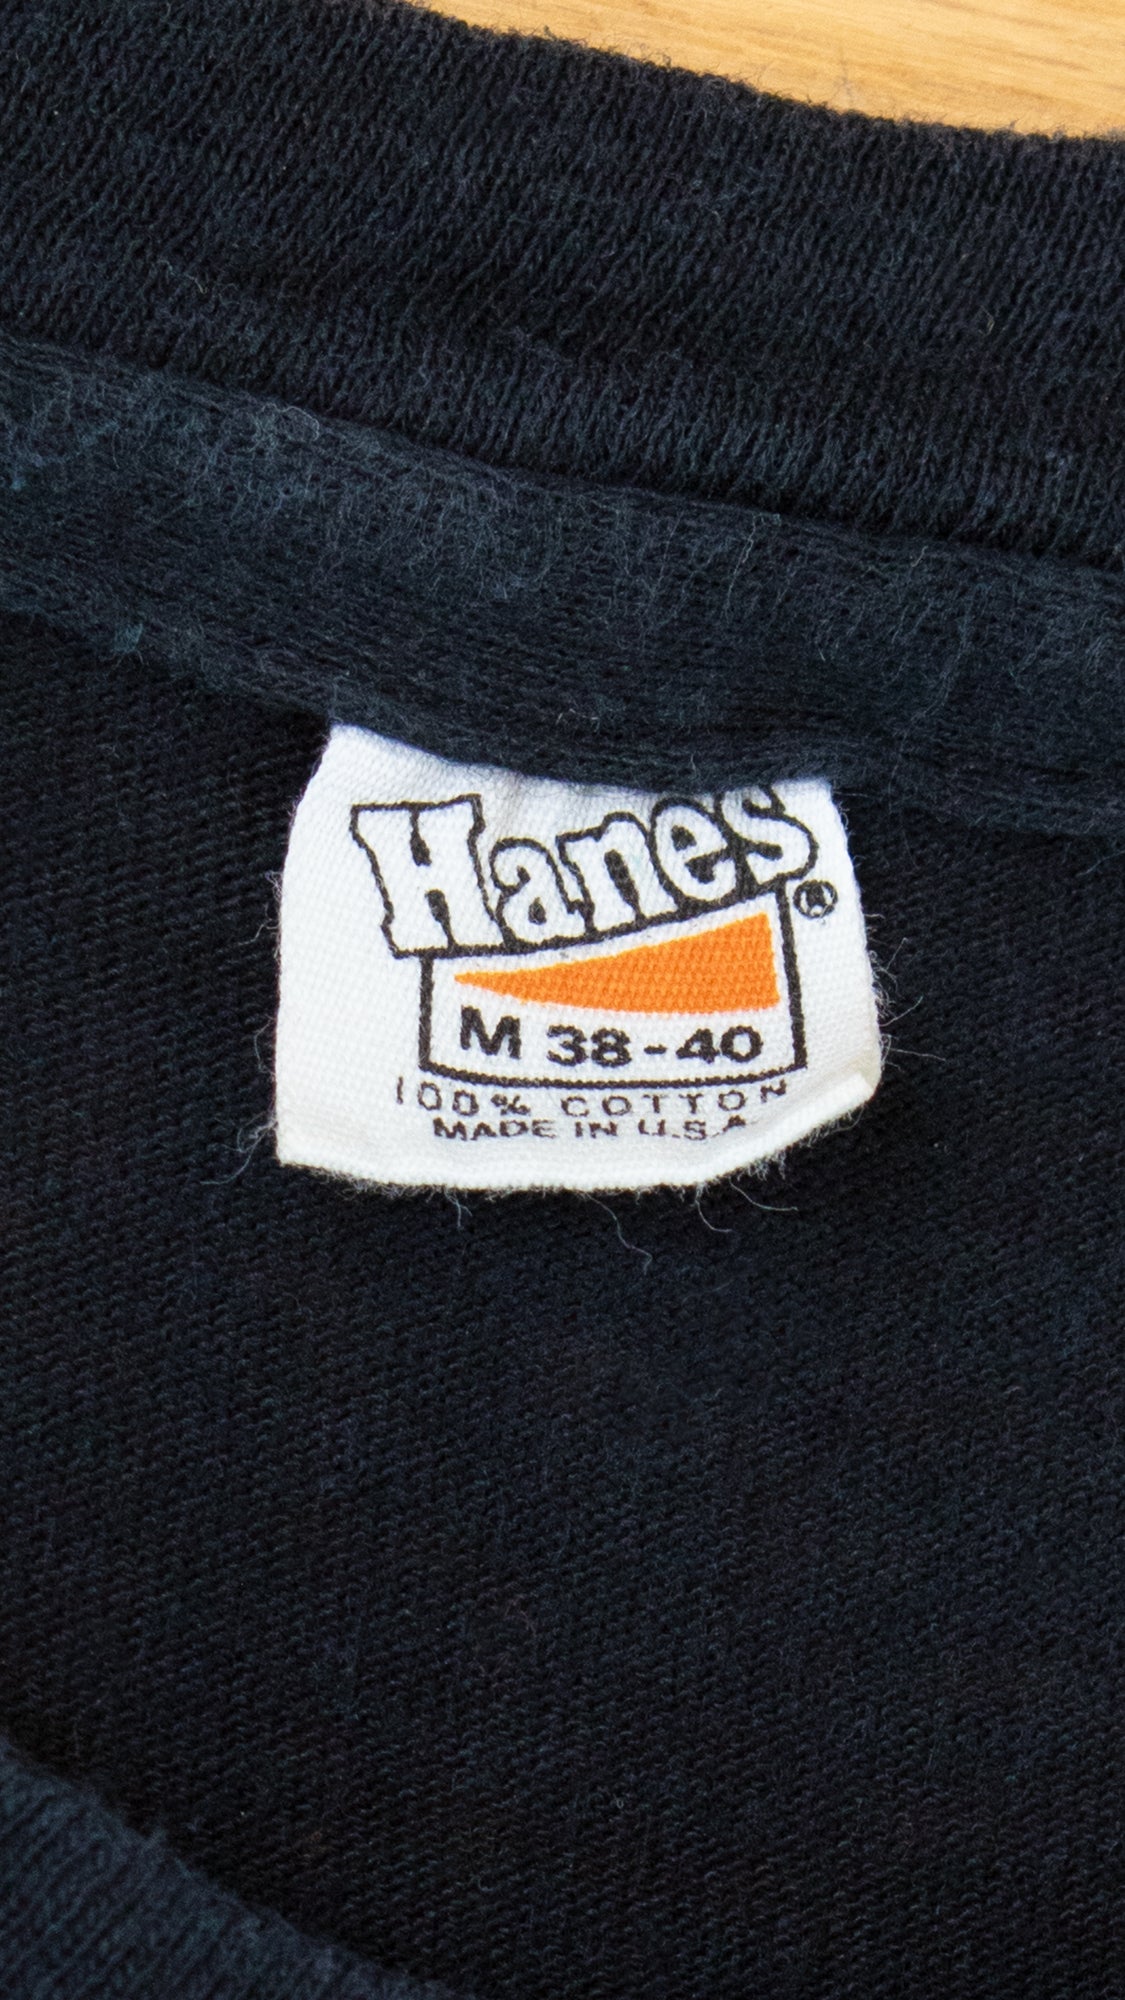 Hanes®
M 38-40
100% COTTON
MADE IN U.S.A.